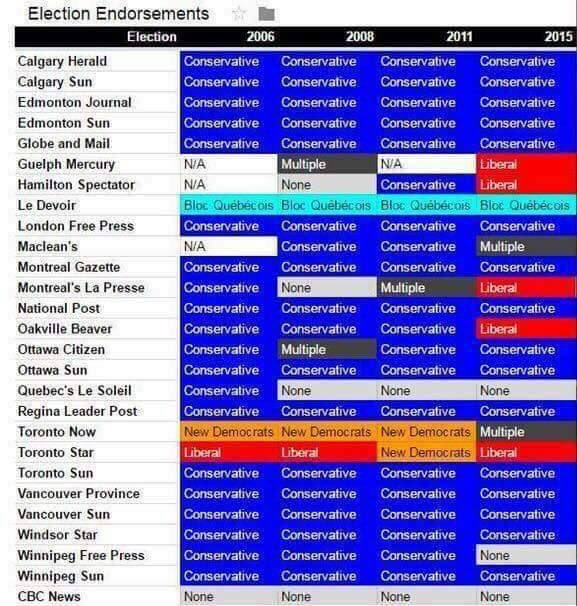 Election Endorsements
Election 2006 2008 2011 2015
Calgary Herald Conservative Conservative Conservative Conservative
Calgary Sun Conservative Conservative Conservative Conservative
Edmonton Journal Conservative Conservative Conservative Conservative
Edmonton Sun Conservative Conservative Conservative Conservative
Globe and Mail Conservative Conservative Conservative Conservative
Guelph Mercury N/A Multiple N/A Liberal
Hamilton Spectator N/A None Conservative Liberal
Le Devoir Bloc Québécois Bloc Québécois Bloc Québécois Bloc Québécois
London Free Press Conservative Conservative Conservative Conservative
Maclean's N/A Conservative Conservative Multiple
Montreal Gazette Conservative Conservative Conservative Conservative
Montreal's La Presse Conservative None Multiple Liberal
National Post Conservative Conservative Conservative Conservative
Oakville Beaver Conservative Conservative Conservative Liberal
Ottawa Citizen Conservative Multiple Conservative Conservative
Ottawa Sun Conservative Conservative Conservative Conservative
Quebec's Le Soleil Conservative None None None
Regina Leader Post Conservative Conservative Conservative Conservative
Toronto Now New Democrats New Democrats New Democrats Multiple
Toronto Star Liberal Liberal New Democrats Liberal
Toronto Sun Conservative Conservative Conservative Conservative
Vancouver Province Conservative Conservative Conservative Conservative
Vancouver Sun Conservative Conservative Conservative Conservative
Windsor Star Conservative Conservative Conservative Conservative
Winnipeg Free Press Conservative Conservative Conservative None
Winnipeg Sun Conservative Conservative Conservative Conservative
CBC News None None None None